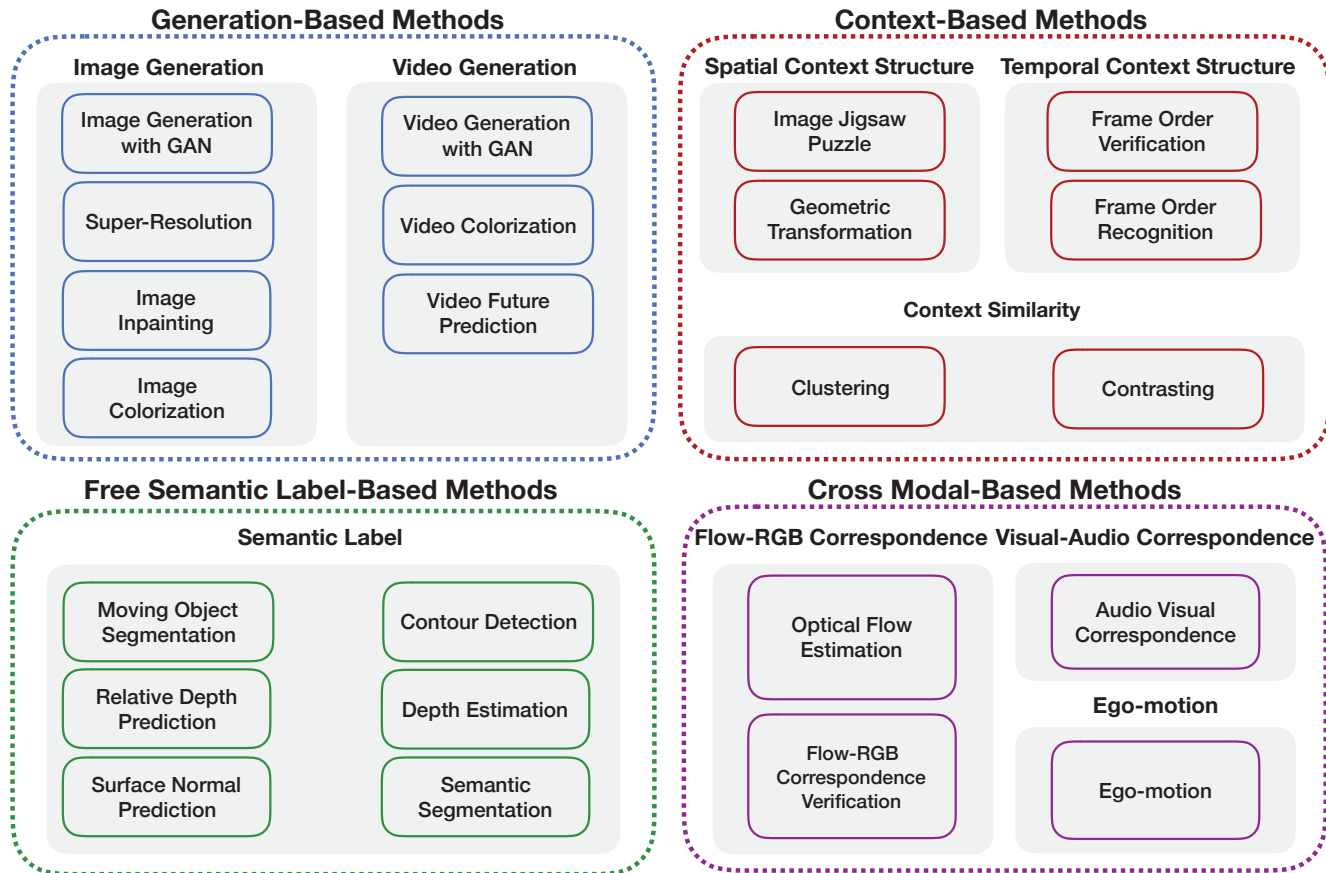 Generation-Based Methods
Image Generation
Video Generation
Image Generation
with GAN
Super-Resolution
Image
Inpainting
Image
Colorization
Video Generation
with GAN
Video Colorization
Video Future
Prediction
Context-Based Methods
Spatial Context Structure
Temporal Context Structure
Image Jigsaw
Puzzle
Geometric
Transformation
Frame Order
Verification
Frame Order
Recognition
Context Similarity
Clustering
Contrasting
Free Semantic Label-Based Methods
Semantic Label
Moving Object
Segmentation
Relative Depth
Prediction
Surface Normal
Prediction
Contour Detection
Depth Estimation
Semantic
Segmentation
Cross Modal-Based Methods
Flow-RGB Correspondence
Visual-Audio Correspondence
Optical Flow
Estimation
Flow-RGB
Correspondence
Verification
Audio Visual
Correspondence
Ego-motion
Ego-motion